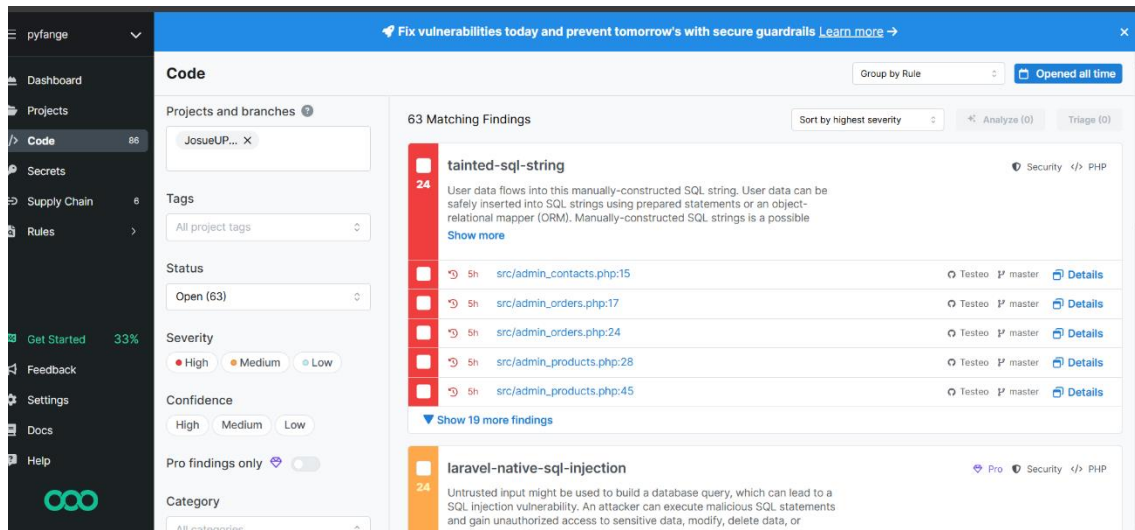 pyfange
Fix vulnerabilities today and prevent tomorrow's with secure guardrails Learn more →
Dashboard
Projects
Code 86
Secrets
Supply Chain 6
Rules
Get Started 33%
Feedback
Settings
Docs
Help
Code
Group by Rule
Opened all time
Projects and branches
JosueUP... ×
Tags
All project tags
Status
Open (63)
Severity
High Medium Low
Confidence
High Medium Low
Pro findings only
Category
All categories
63 Matching Findings
Sort by highest severity
Analyze (0)
Triage (0)
24
tainted-sql-string
Security </> PHP
User data flows into this manually-constructed SQL string. User data can be
safely inserted into SQL strings using prepared statements or an object-
relational mapper (ORM). Manually-constructed SQL strings is a possible
Show more
5h src/admin_contacts.php:15 Testeo master Details
5h src/admin_orders.php:17 Testeo master Details
5h src/admin_orders.php:24 Testeo master Details
5h src/admin_products.php:28 Testeo master Details
5h src/admin_products.php:45 Testeo master Details
Show 19 more findings
24
laravel-native-sql-injection
Pro Security </> PHP
Untrusted input might be used to build a database query, which can lead to a
SQL injection vulnerability. An attacker can execute malicious SQL statements
and gain unauthorized access to sensitive data, modify, delete data, or